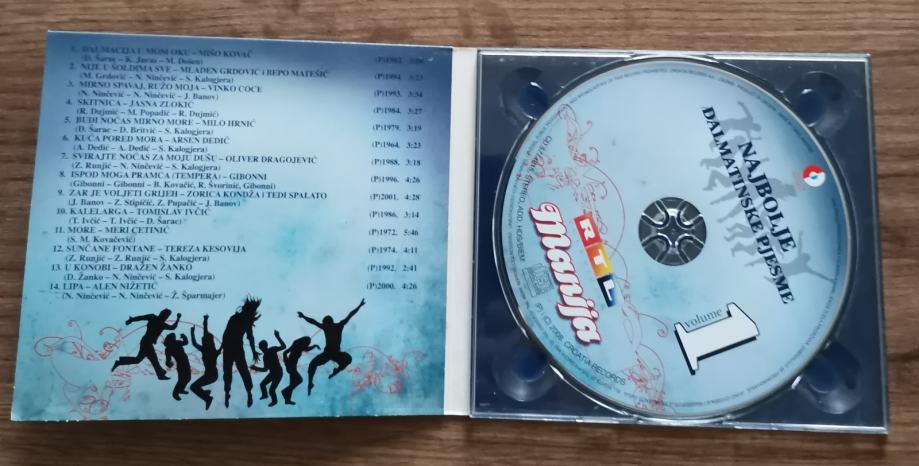 1. DALMACIJA U MOM OKU – MIŠO KOVAČ
(D. Šarac – K. Juras – M. Došen) (P)1982. 3:06
2. NIJE U ŠOLDIMA SVE – MLADEN GRDOVIĆ i BEPO MATEŠIĆ
(M. Grdović – N. Ninčević – S. Kalogjera) (P)1994. 3:23
3. MIRNO SPAVAJ, RUŽO MOJA – VINKO COCE
(N. Ninčević – N. Ninčević – J. Banov) (P)1993. 3:54
4. SKITNICA – JASNA ZLOKIĆ
(R. Dujmić – M. Popadić – R. Dujmić) (P)1984. 3:27
5. BUDI NOĆAS MIRNO MORE – MILO HRNIĆ
(D. Šarac – D. Britvić – S. Kalogjera) (P)1979. 3:19
6. KUĆA PORED MORA – ARSEN DEDIĆ
(A. Dedić – A. Dedić – S. Kalogjera) (P)1964. 3:23
7. SVIRAJTE NOĆAS ZA MOJU DUŠU – OLIVER DRAGOJEVIĆ
(Z. Runjić – N. Ninčević – S. Kalogjera) (P)1988. 3:18
8. ISPOD MOGA PRAMCA (TEMPERA) – GIBONNI
(Gibonni – Gibonni – B. Kovačić, R. Švorinić, Gibonni) (P)1996. 4:26
9. ZAR JE VOLJETI GRIJEH – ZORICA KONDŽA i TEDI SPALATO
(J. Banov – Z. Stipičić, Z. Pupačić – J. Banov) (P)2001. 4:28
10. KALELARGA – TOMISLAV IVČIĆ
(T. Ivčić – T. Ivčić – D. Šarac) (P)1986. 3:14
11. MORE – MERI CETINIĆ
(S. M. Kovačević) (P)1972. 5:46
12. SUNČANE FONTANE – TEREZA KESOVIJA
(Z. Runjić – Z. Runjić – S. Kalogjera) (P)1974. 4:11
13. U KONOBI – DRAŽEN ŽANKO
(D. Žanko – N. Ninčević – S. Kalogjera) (P)1992. 2:41
14. LIPA – ALEN NIŽETIĆ
(N. Ninčević – N. Ninčević – Ž. Šparmajer) (P)2000. 4:26
NAJBOLJE
DALMATINSKE PJESME
RTL
manija
volume
1
STEREO, ADD, HDS/BIEM
(P) (C) 2008. CROATIA RECORDS